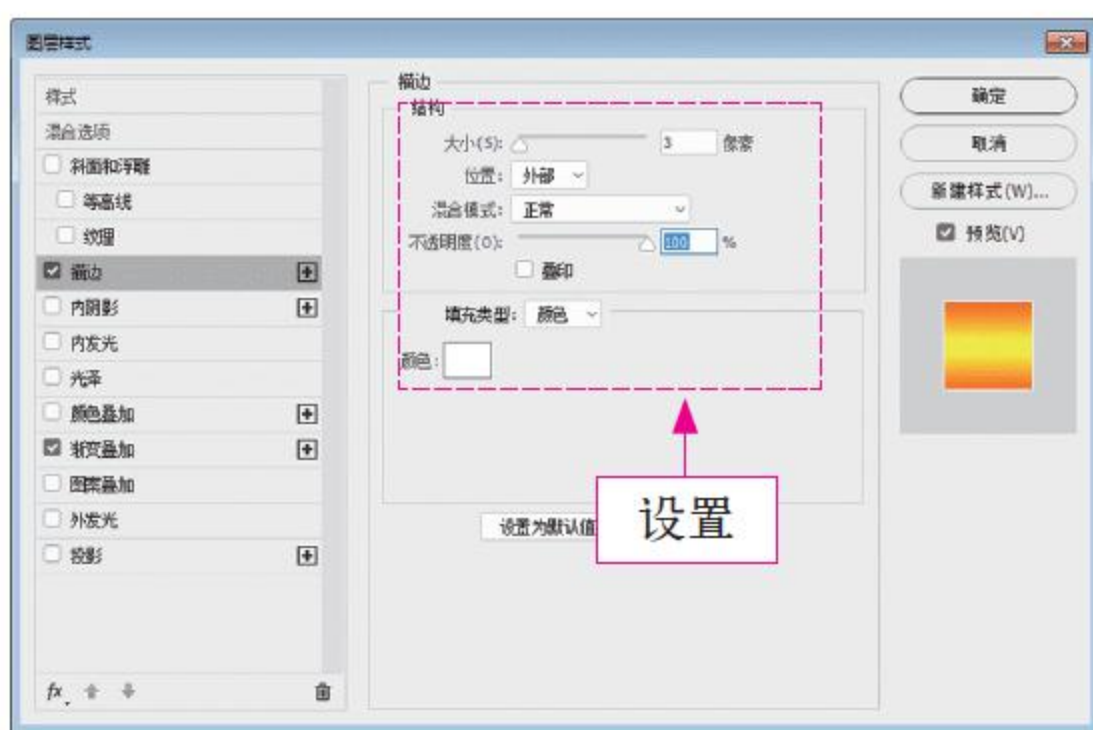 图层样式
样式
混合选项
斜面和浮雕
等高线
纹理
描边
内阴影
内发光
光泽
颜色叠加
渐变叠加
图案叠加
外发光
投影
fx
描边
结构
大小(S): 3 像素
位置: 外部
混合模式: 正常
不透明度(O): 100 %
叠印
填充类型: 颜色
颜色:
设置为默认值
设置
确定
取消
新建样式(W)...
预览(V)